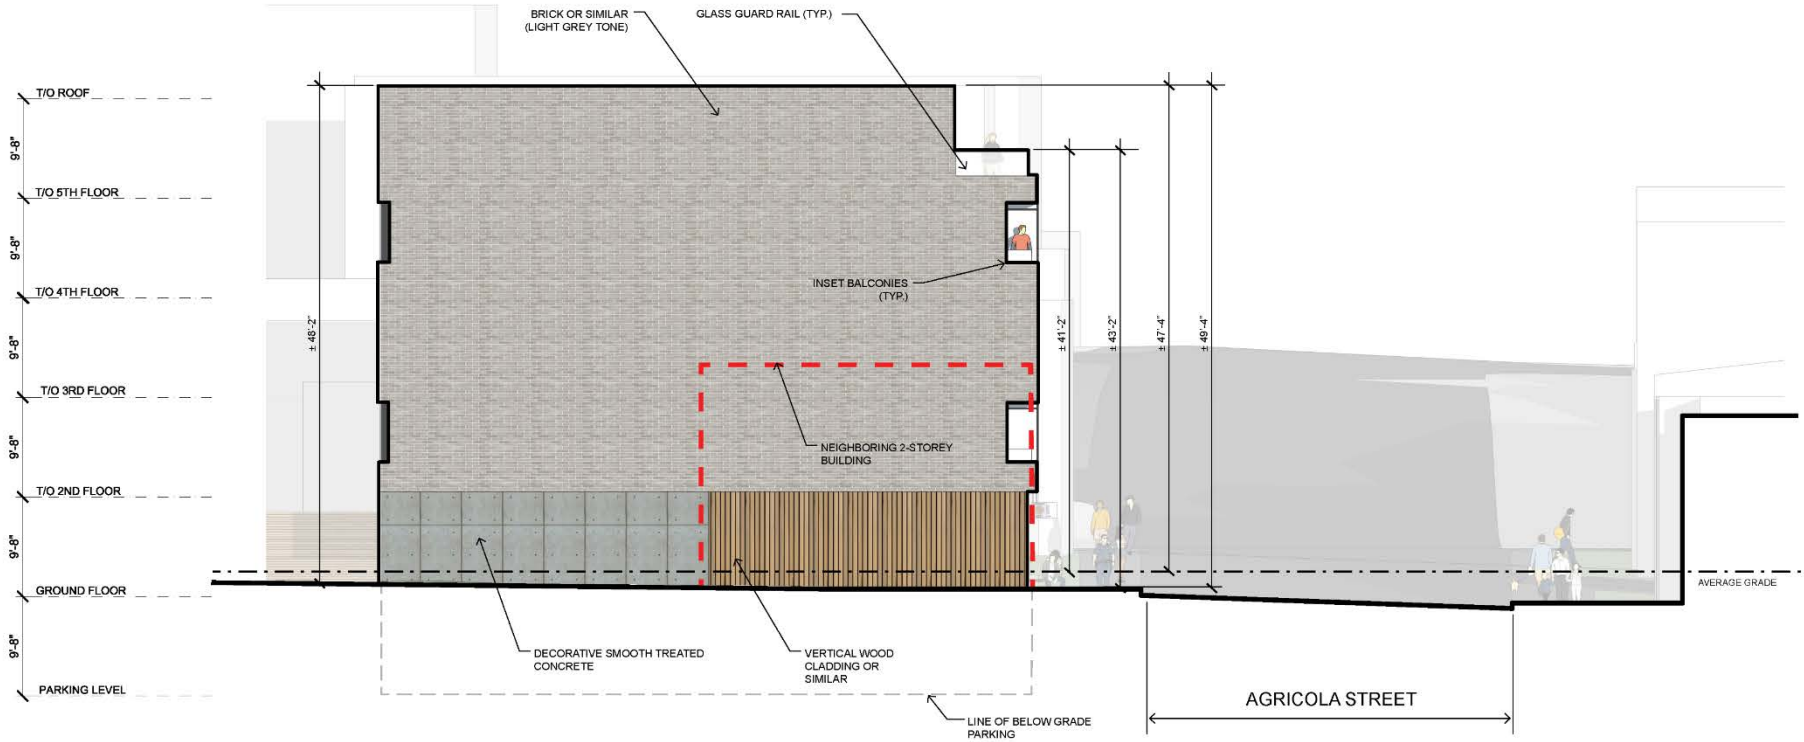 BRICK OR SIMILAR
(LIGHT GREY TONE)
GLASS GUARD RAIL (TYP.)
T/O ROOF
9'-8"
T/O 5TH FLOOR
9'-8"
INSET BALCONIES
(TYP.)
T/O 4TH FLOOR
9'-8"
± 48'-2"
± 41'-2"
± 43'-2"
± 47'-4"
± 49'-4"
T/O 3RD FLOOR
9'-8"
NEIGHBORING 2-STOREY
BUILDING
T/O 2ND FLOOR
9'-8"
AVERAGE GRADE
GROUND FLOOR
9'-8"
DECORATIVE SMOOTH TREATED
CONCRETE
VERTICAL WOOD
CLADDING OR
SIMILAR
PARKING LEVEL
AGRICOLA STREET
LINE OF BELOW GRADE
PARKING